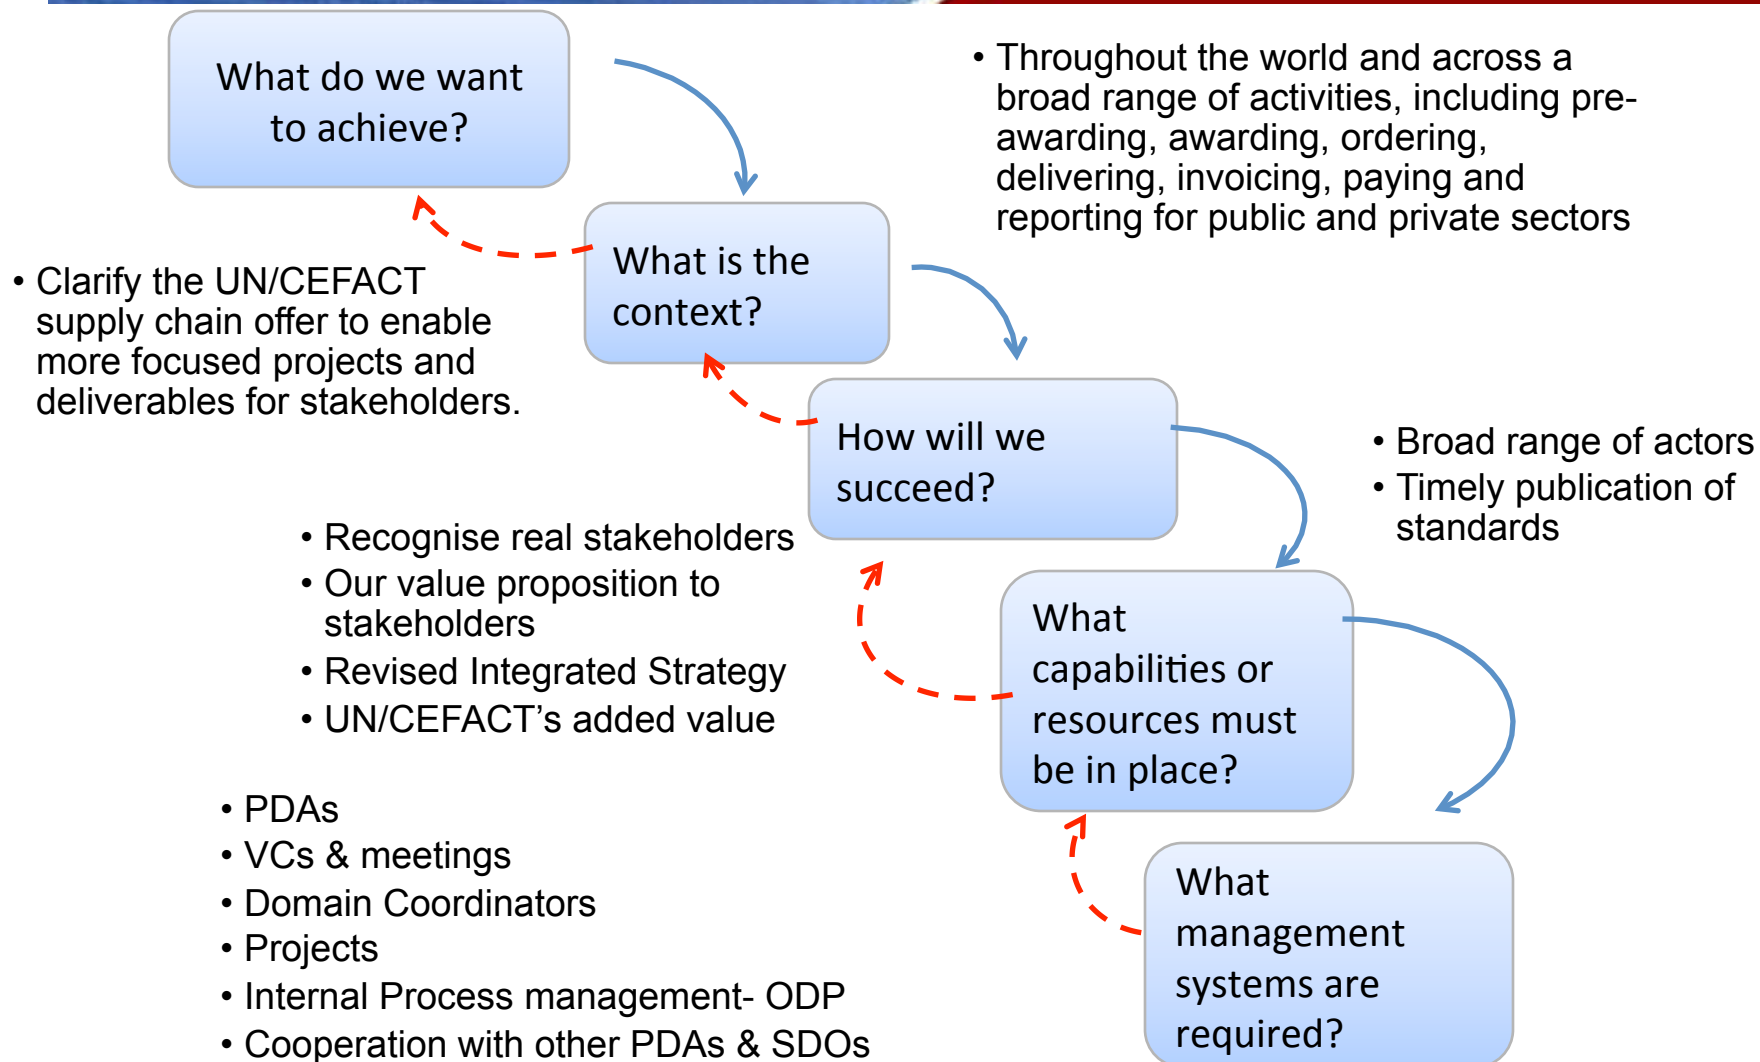 What do we want
to achieve?
• Throughout the world and across a
broad range of activities, including pre-
awarding, awarding, ordering,
delivering, invoicing, paying and
reporting for public and private sectors
What is the
context?
• Clarify the UN/CEFACT
supply chain offer to enable
more focused projects and
deliverables for stakeholders.
How will we
succeed?
• Broad range of actors
• Timely publication of
standards
• Recognise real stakeholders
• Our value proposition to
stakeholders
• Revised Integrated Strategy
• UN/CEFACT’s added value
What
capabilities or
resources must
be in place?
• PDAs
• VCs & meetings
• Domain Coordinators
• Projects
• Internal Process management- ODP
• Cooperation with other PDAs & SDOs
What
management
systems are
required?